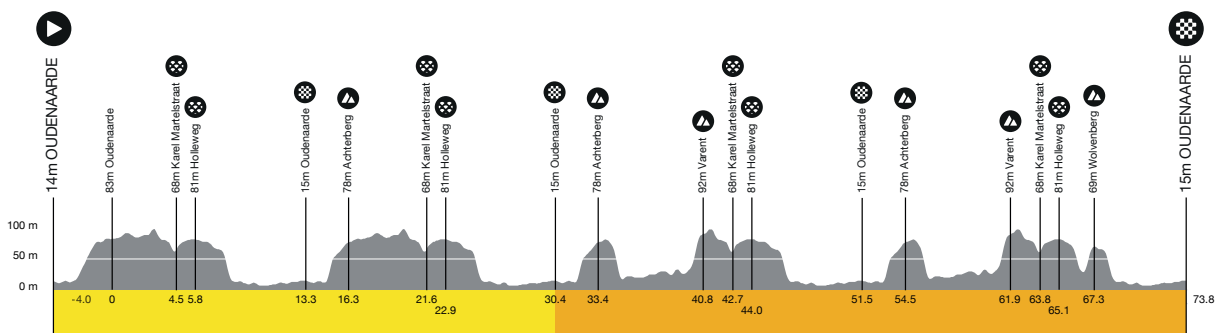 14m OUDENAARDE
83m Oudenaarde
68m Karel Martelstraat
81m Holleweg
15m Oudenaarde
78m Achterberg
68m Karel Martelstraat
81m Holleweg
15m Oudenaarde
78m Achterberg
92m Varent
68m Karel Martelstraat
81m Holleweg
15m Oudenaarde
78m Achterberg
92m Varent
68m Karel Martelstraat
81m Holleweg
69m Wolvenberg
15m OUDENAARDE
100 m
50 m
0 m
-4.0 0 4.5 5.8 13.3 16.3 21.6 30.4 33.4 40.8 42.7 51.5 54.5 61.9 63.8 67.3 73.8
22.9 44.0 65.1